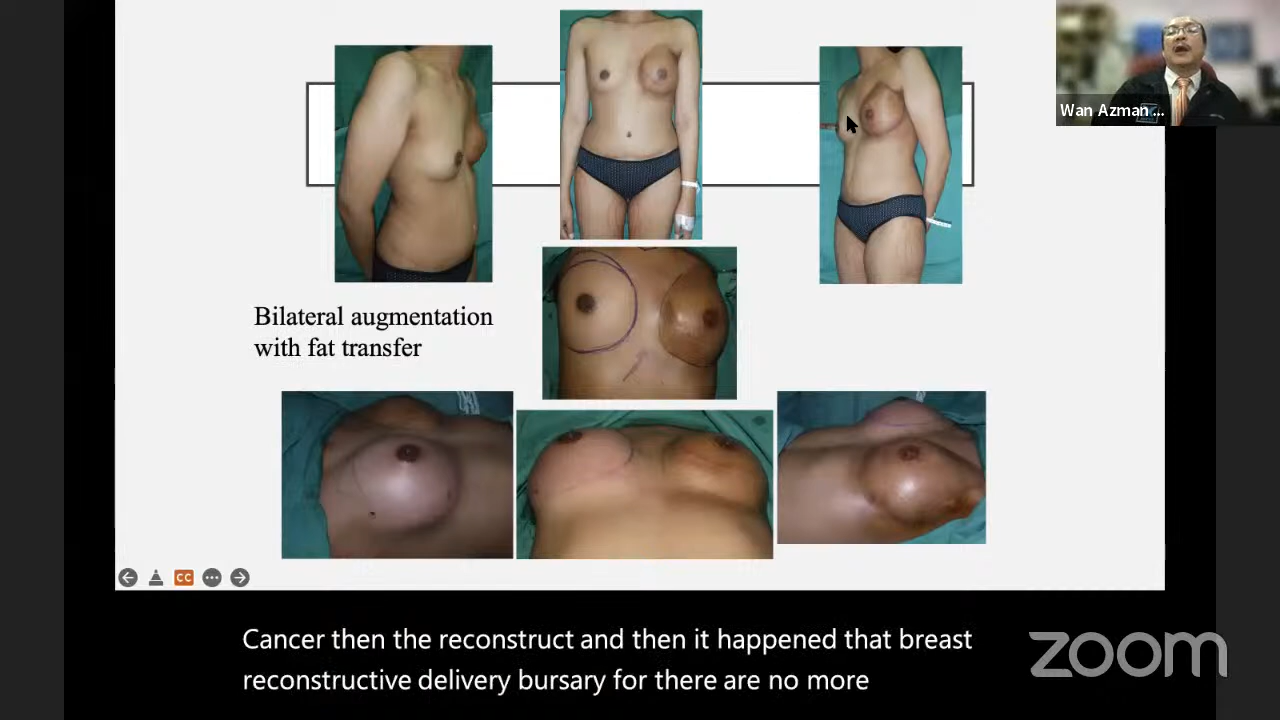 Wan Azman ...
Bilateral augmentation
with fat transfer
CC
Cancer then the reconstruct and then it happened that breast
reconstructive delivery bursary for there are no more
zoom